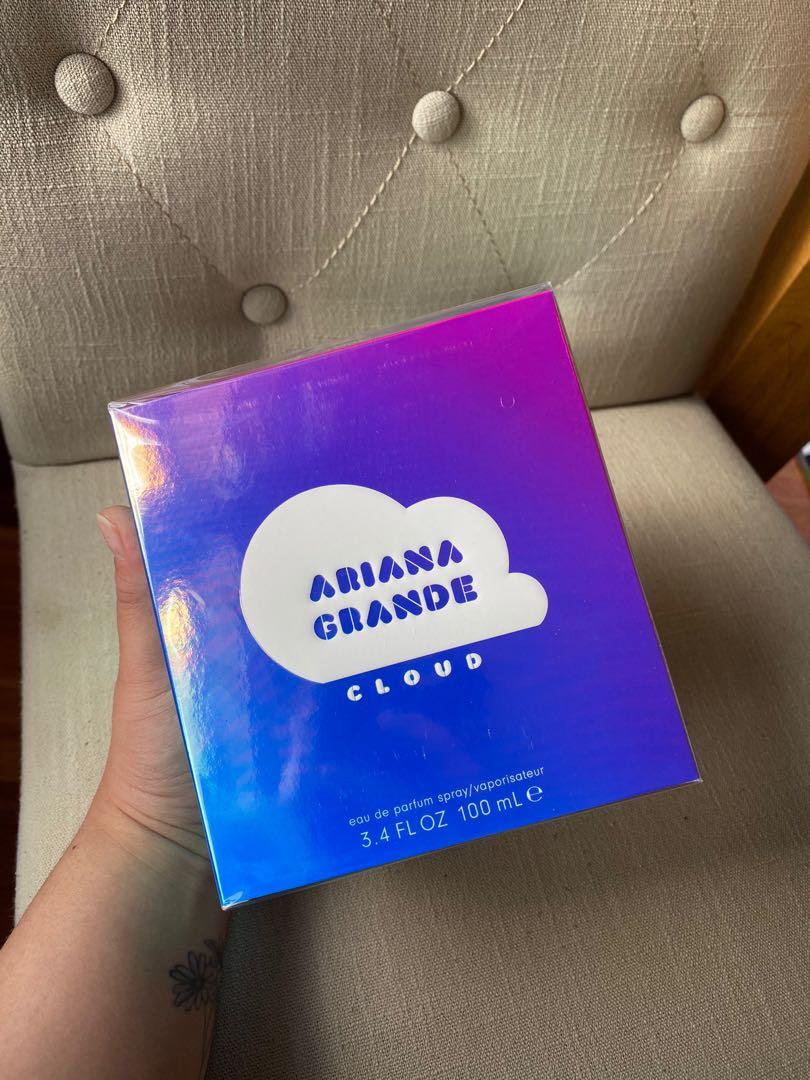 ARIANA
GRANDE
CLOUD
eau de parfum spray/vaporisateur
3.4 FL OZ 100 mL ℮